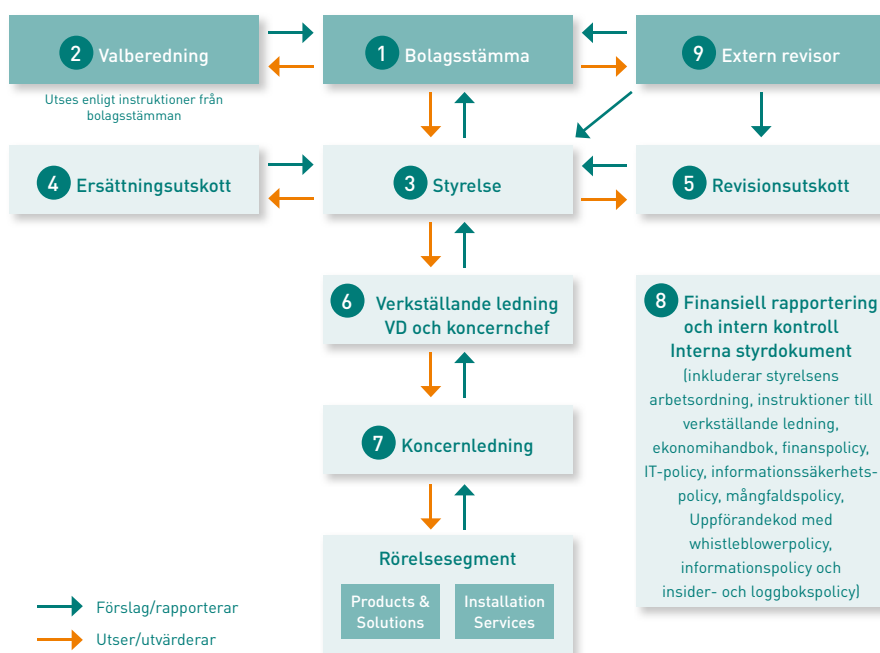 2 Valberedning
1 Bolagsstämma
9 Extern revisor
Utses enligt instruktioner från
bolagsstämman
4 Ersättningsutskott
3 Styrelse
5 Revisionsutskott
6 Verkställande ledning
VD och koncernchef
8 Finansiell rapportering
och intern kontroll
Interna styrdokument
(inkluderar styrelsens
arbetsordning, instruktioner till
verkställande ledning,
ekonomihandbok, finanspolicy,
IT-policy, informationssäkerhets-
policy, mångfaldspolicy,
Uppförandekod med
whistleblowerpolicy,
informationspolicy och
insider- och loggbokspolicy)
7 Koncernledning
Rörelsesegment
Products &
Solutions
Installation
Services
Förslag/rapporterar
Utser/utvärderar